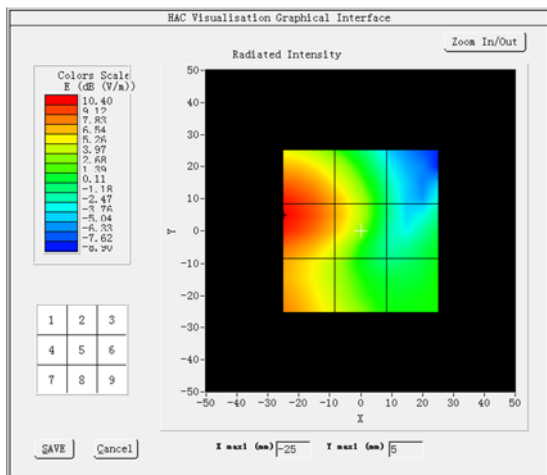 HAC Visualisation Graphical Interface
Zoom In/Out
Radiated Intensity
Colors Scale
E (dB (V/m))
10.40
9.12
7.83
6.54
5.26
3.97
2.68
1.39
0.11
-1.18
-2.47
-3.76
-5.04
-6.33
-7.62
-8.90
50
40
30
20
10
Y
0
-10
-20
-30
-40
-50
-50 -40 -30 -20 -10 0 10 20 30 40 50
X
1 2 3
4 5 6
7 8 9
SAVE
Cancel
X max1 (mm) -25
Y max1 (mm) 5